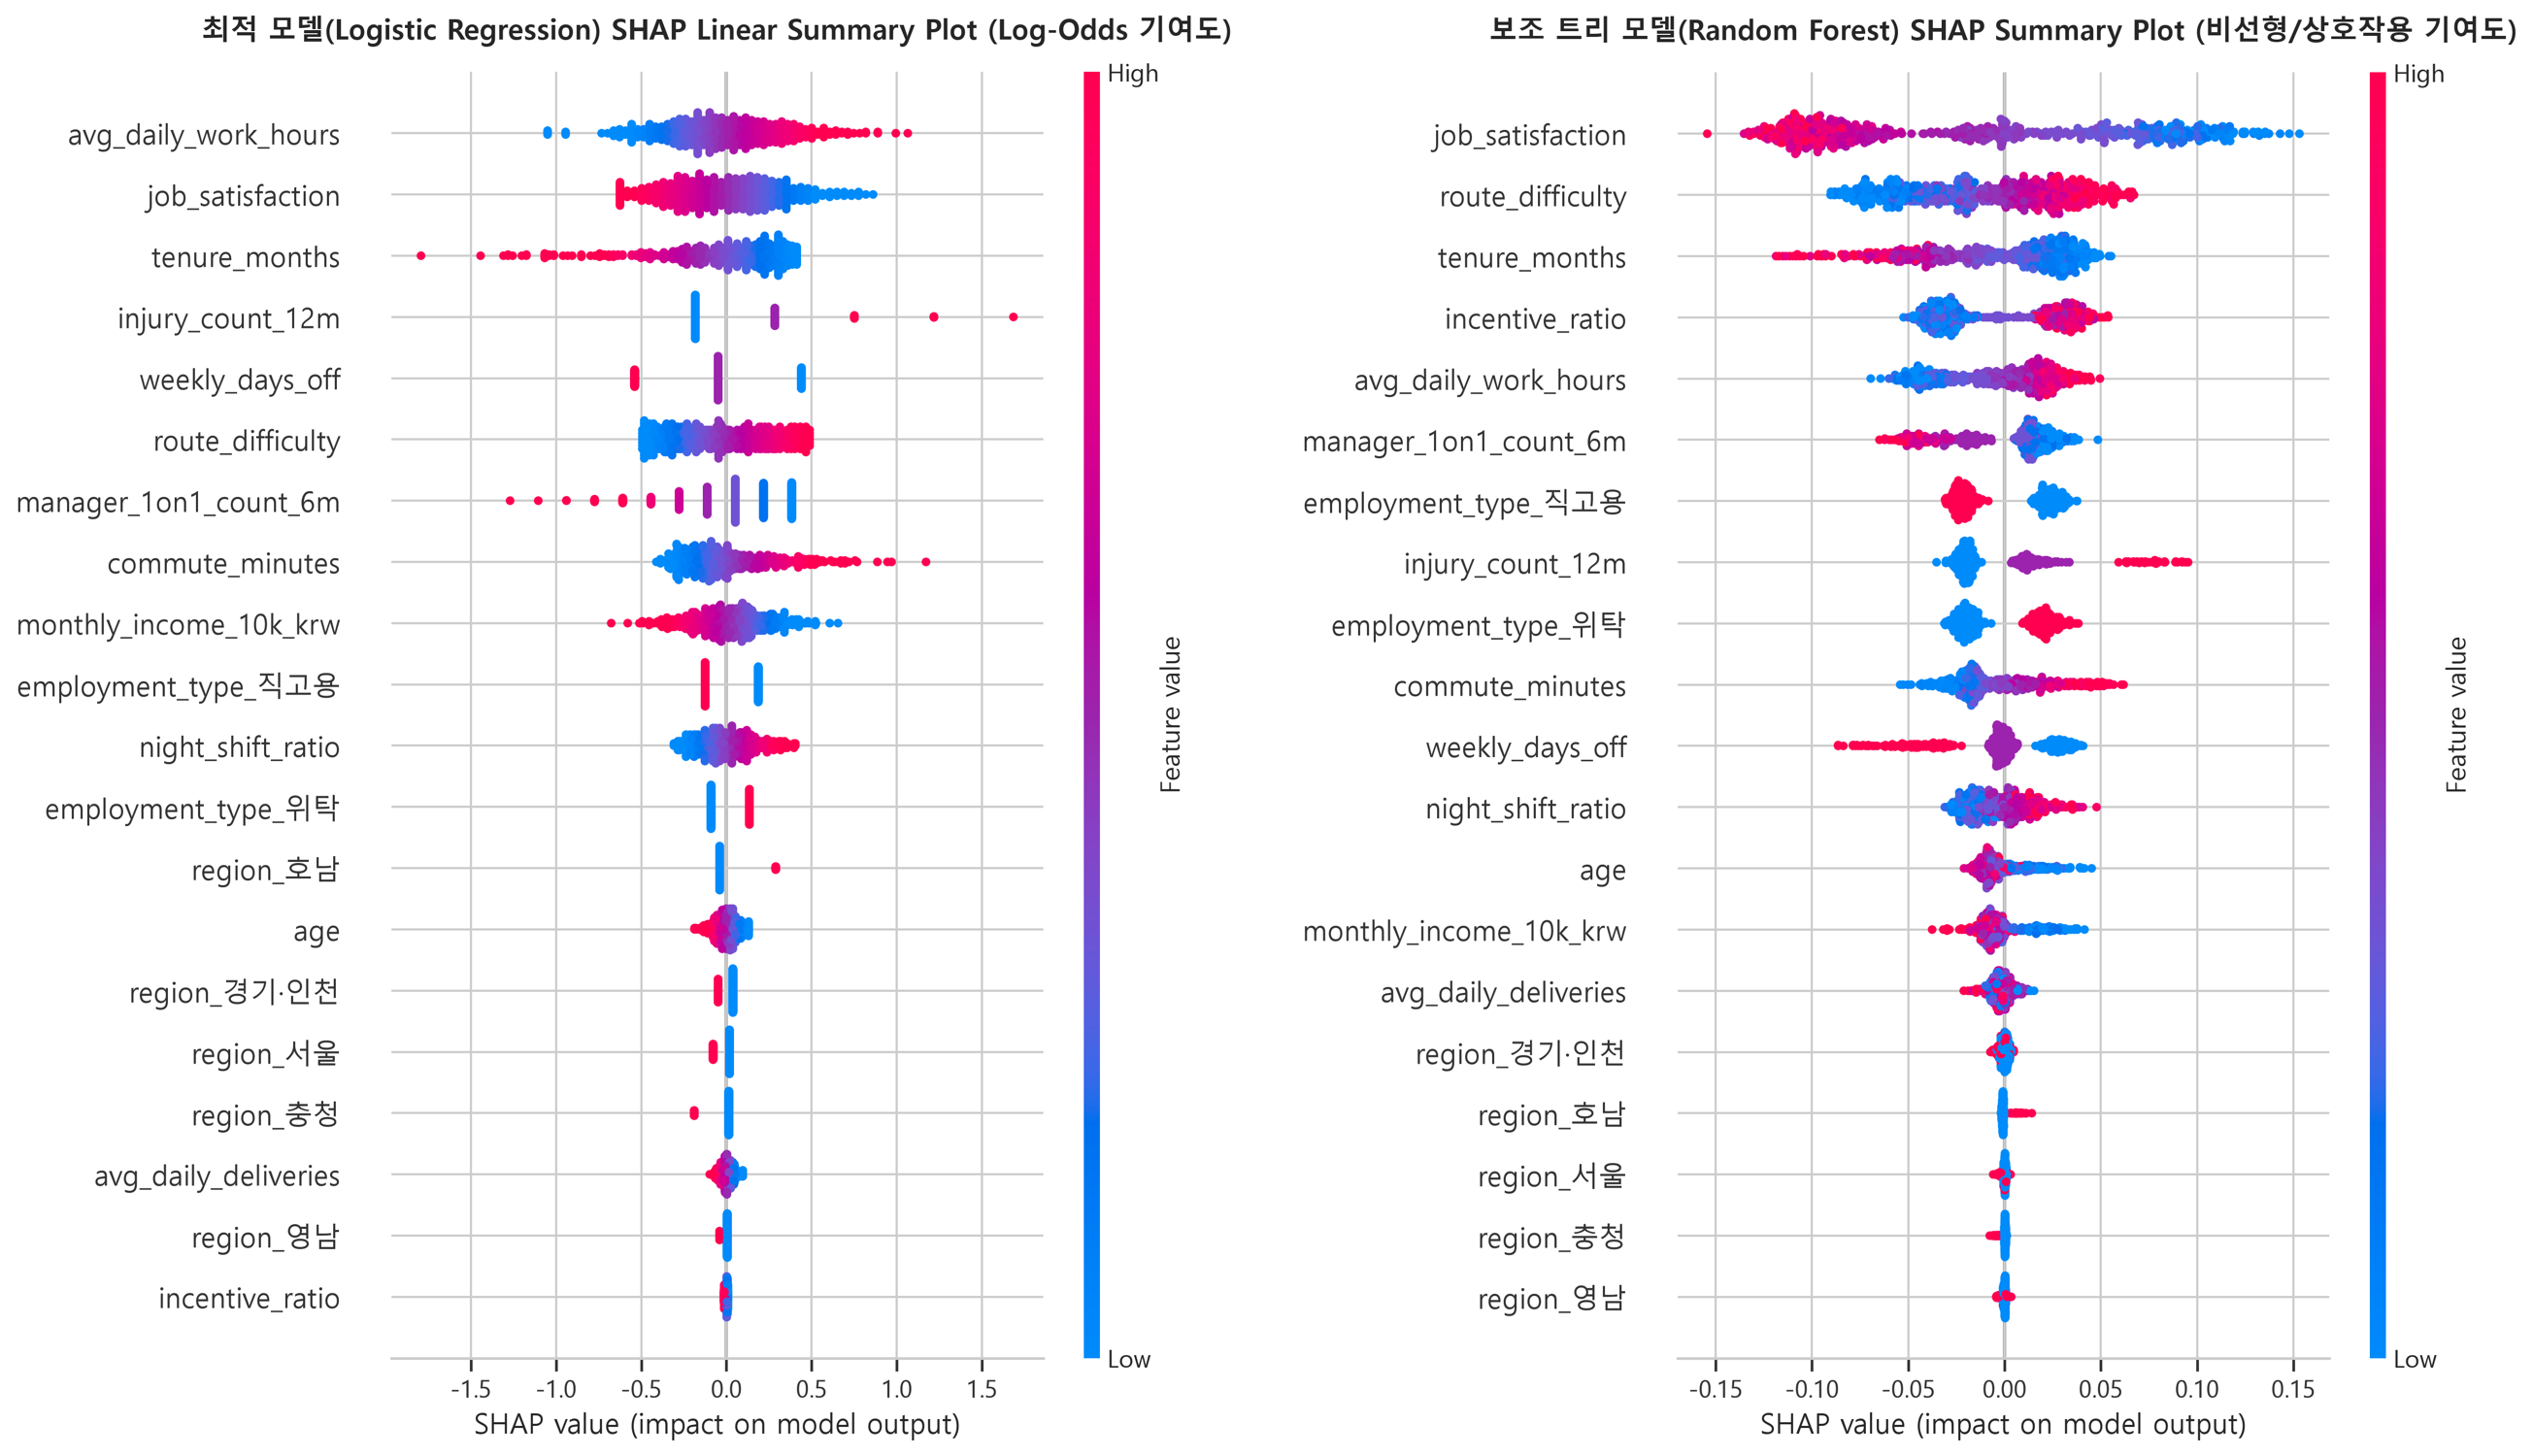 최적 모델(Logistic Regression) SHAP Linear Summary Plot (Log-Odds 기여도)
High
avg_daily_work_hours
job_satisfaction
tenure_months
injury_count_12m
weekly_days_off
route_difficulty
manager_1on1_count_6m
commute_minutes
monthly_income_10k_krw
employment_type_직고용
night_shift_ratio
employment_type_위탁
region_호남
age
region_경기·인천
region_서울
region_충청
avg_daily_deliveries
region_영남
incentive_ratio
Feature value
Low
-1.5 -1.0 -0.5 0.0 0.5 1.0 1.5
SHAP value (impact on model output)
보조 트리 모델(Random Forest) SHAP Summary Plot (비선형/상호작용 기여도)
High
job_satisfaction
route_difficulty
tenure_months
incentive_ratio
avg_daily_work_hours
manager_1on1_count_6m
employment_type_직고용
injury_count_12m
employment_type_위탁
commute_minutes
weekly_days_off
night_shift_ratio
age
monthly_income_10k_krw
avg_daily_deliveries
region_경기·인천
region_호남
region_서울
region_충청
region_영남
Feature value
Low
-0.15 -0.10 -0.05 0.00 0.05 0.10 0.15
SHAP value (impact on model output)